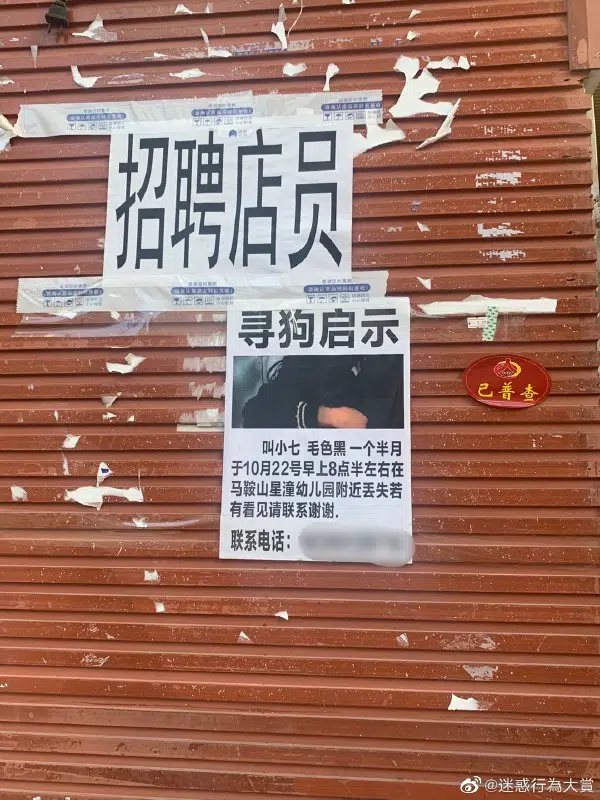 招聘店员
寻狗启示
叫小七 毛色黑 一个半月
于10月22号早上8点半左右在
马鞍山星潼幼儿园附近丢失若
有看见请联系谢谢.
联系电话：
已普查
@迷惑行為大賞